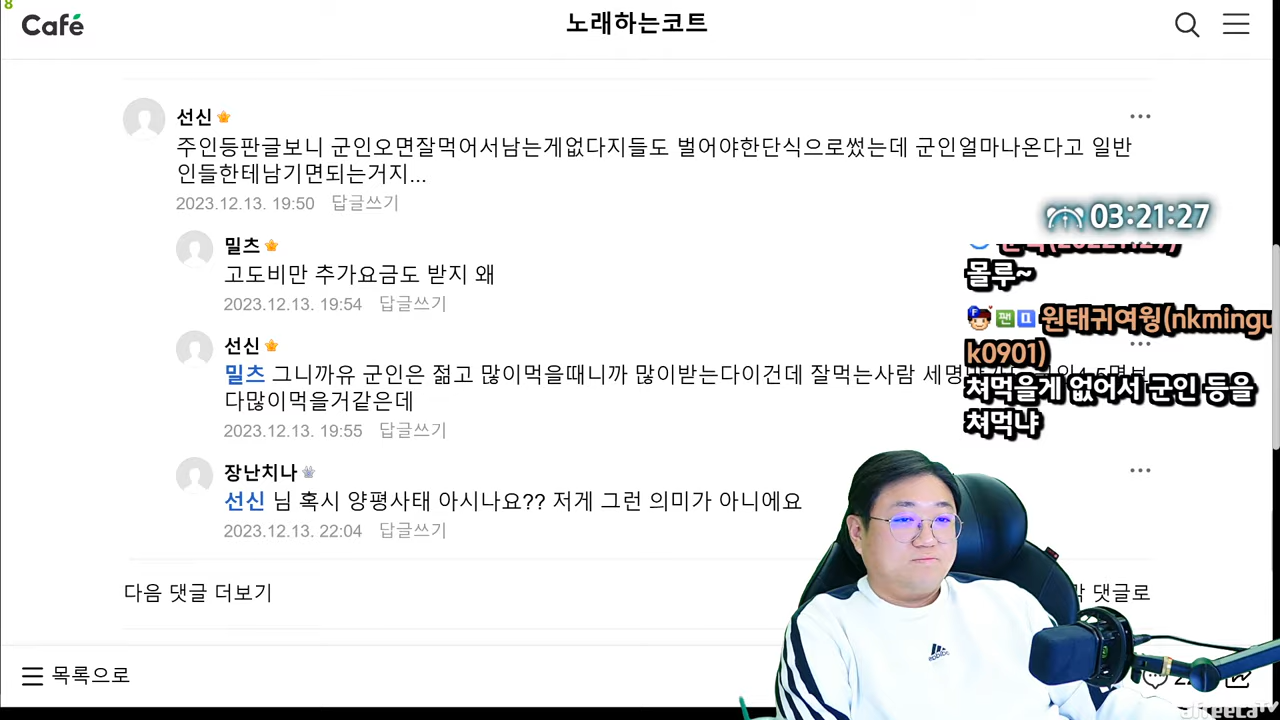 8
Café
노래하는코트
선신
주인등판글보니 군인오면잘먹어서남는게없다지들도 벌어야한단식으로썼는데 군인얼마나온다고 일반
인들한테남기면되는거지...
2023.12.13. 19:50 답글쓰기
03:21:27
밀츠
고도비만 추가요금도 받지 왜
2023.12.13. 19:54 답글쓰기
몰루~
원태귀여웡(nkmingu
k0901)
쳐먹을게 없어서 군인 등을
쳐먹냐
선신
밀츠 그니까유 군인은 젊고 많이먹을때니까 많이받는다이건데 잘먹는사람 세명
다많이먹을거같은데
2023.12.13. 19:55 답글쓰기
장난치나
선신 님 혹시 양평사태 아시나요?? 저게 그런 의미가 아니에요
2023.12.13. 22:04 답글쓰기
다음 댓글 더보기
댓글로
목록으로
afreecaTV